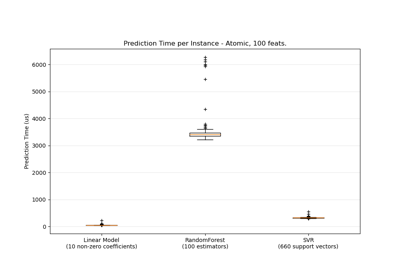 Prediction Time per Instance - Atomic, 100 feats.
6000
5000
4000
3000
2000
1000
0
Prediction Time (us)
Linear Model
(10 non-zero coefficients)
RandomForest
(100 estimators)
SVR
(660 support vectors)